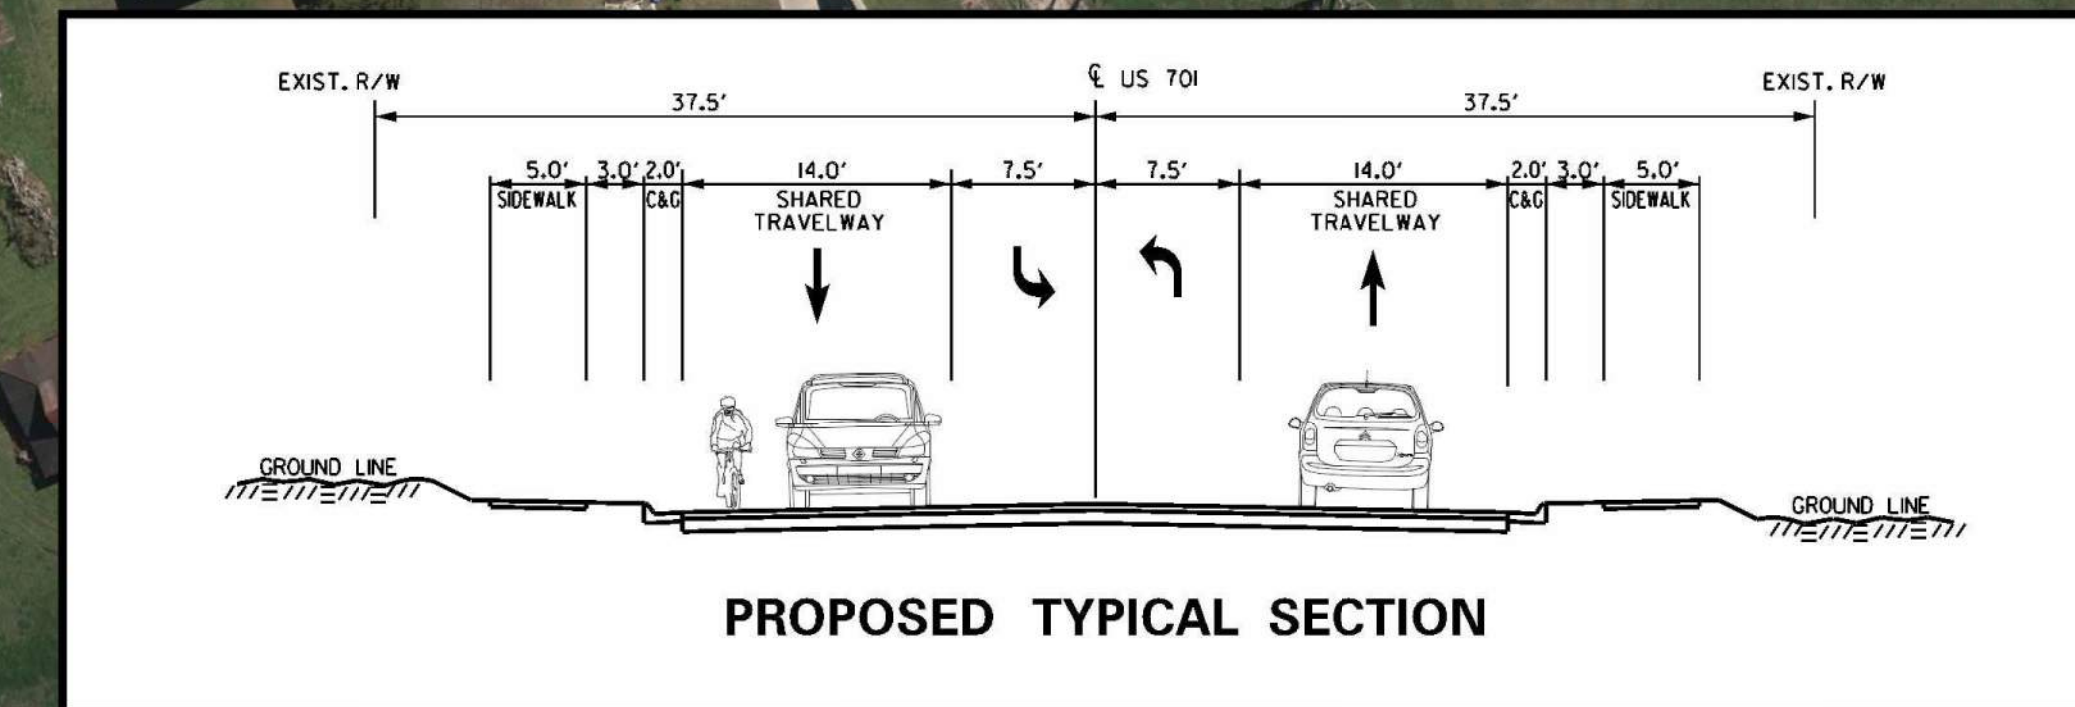 EXIST. R/W
℄ US 701
EXIST. R/W
37.5'
37.5'
5.0' 3.0' 2.0' 14.0' 7.5' 7.5' 14.0' 2.0' 3.0' 5.0'
SIDEWALK C&G SHARED SHARED C&G SIDEWALK
TRAVELWAY TRAVELWAY
GROUND LINE
GROUND LINE
PROPOSED TYPICAL SECTION